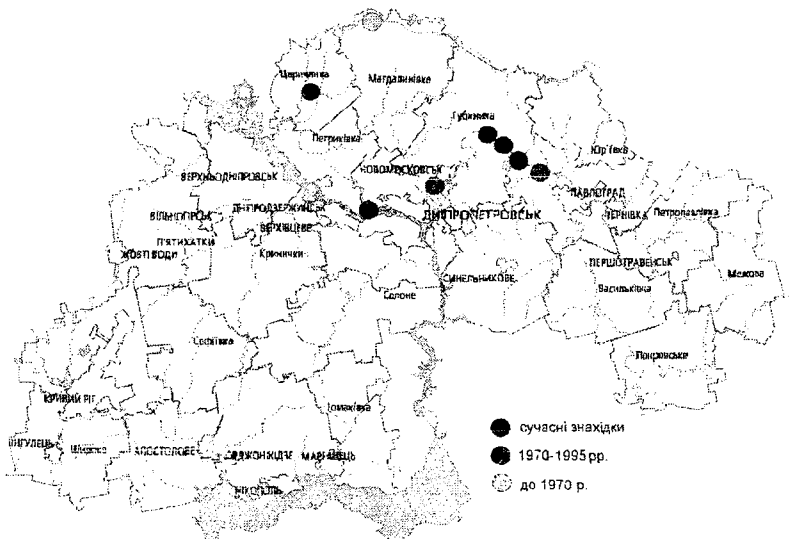 Царичанка
Магдалинівка
Губиниха
Петриківка
Юр'ївка
НОВОМОСКОВСЬК
ВЕРХНЬОДНІПРОВСЬК
ПАВЛОГРАД
ДНІПРОДЗЕРЖИНСЬК
ДНІПРОПЕТРОВСЬК
ТЕРНІВКА
Петропавлівка
ВІЛЬНОГІРСЬК
ВЕРХІВЦЕВЕ
П'ЯТИХАТКИ
ЖОВТІ ВОДИ
Кринички
ПЕРШОТРАВЕНСЬК
СИНЕЛЬНИКОВЕ
Васильківка
Межова
Солоне
Софіївка
Покровське
КРИВИЙ РІГ
Томаківка
сучасні знахідки
ІНГУЛЕЦЬ
Широке
АПОСТОЛОВЕ
ОРДЖОНІКІДЗЕ
МАРГАНЕЦЬ
1970-1995 рр.
НІКОПОЛЬ
до 1970 р.